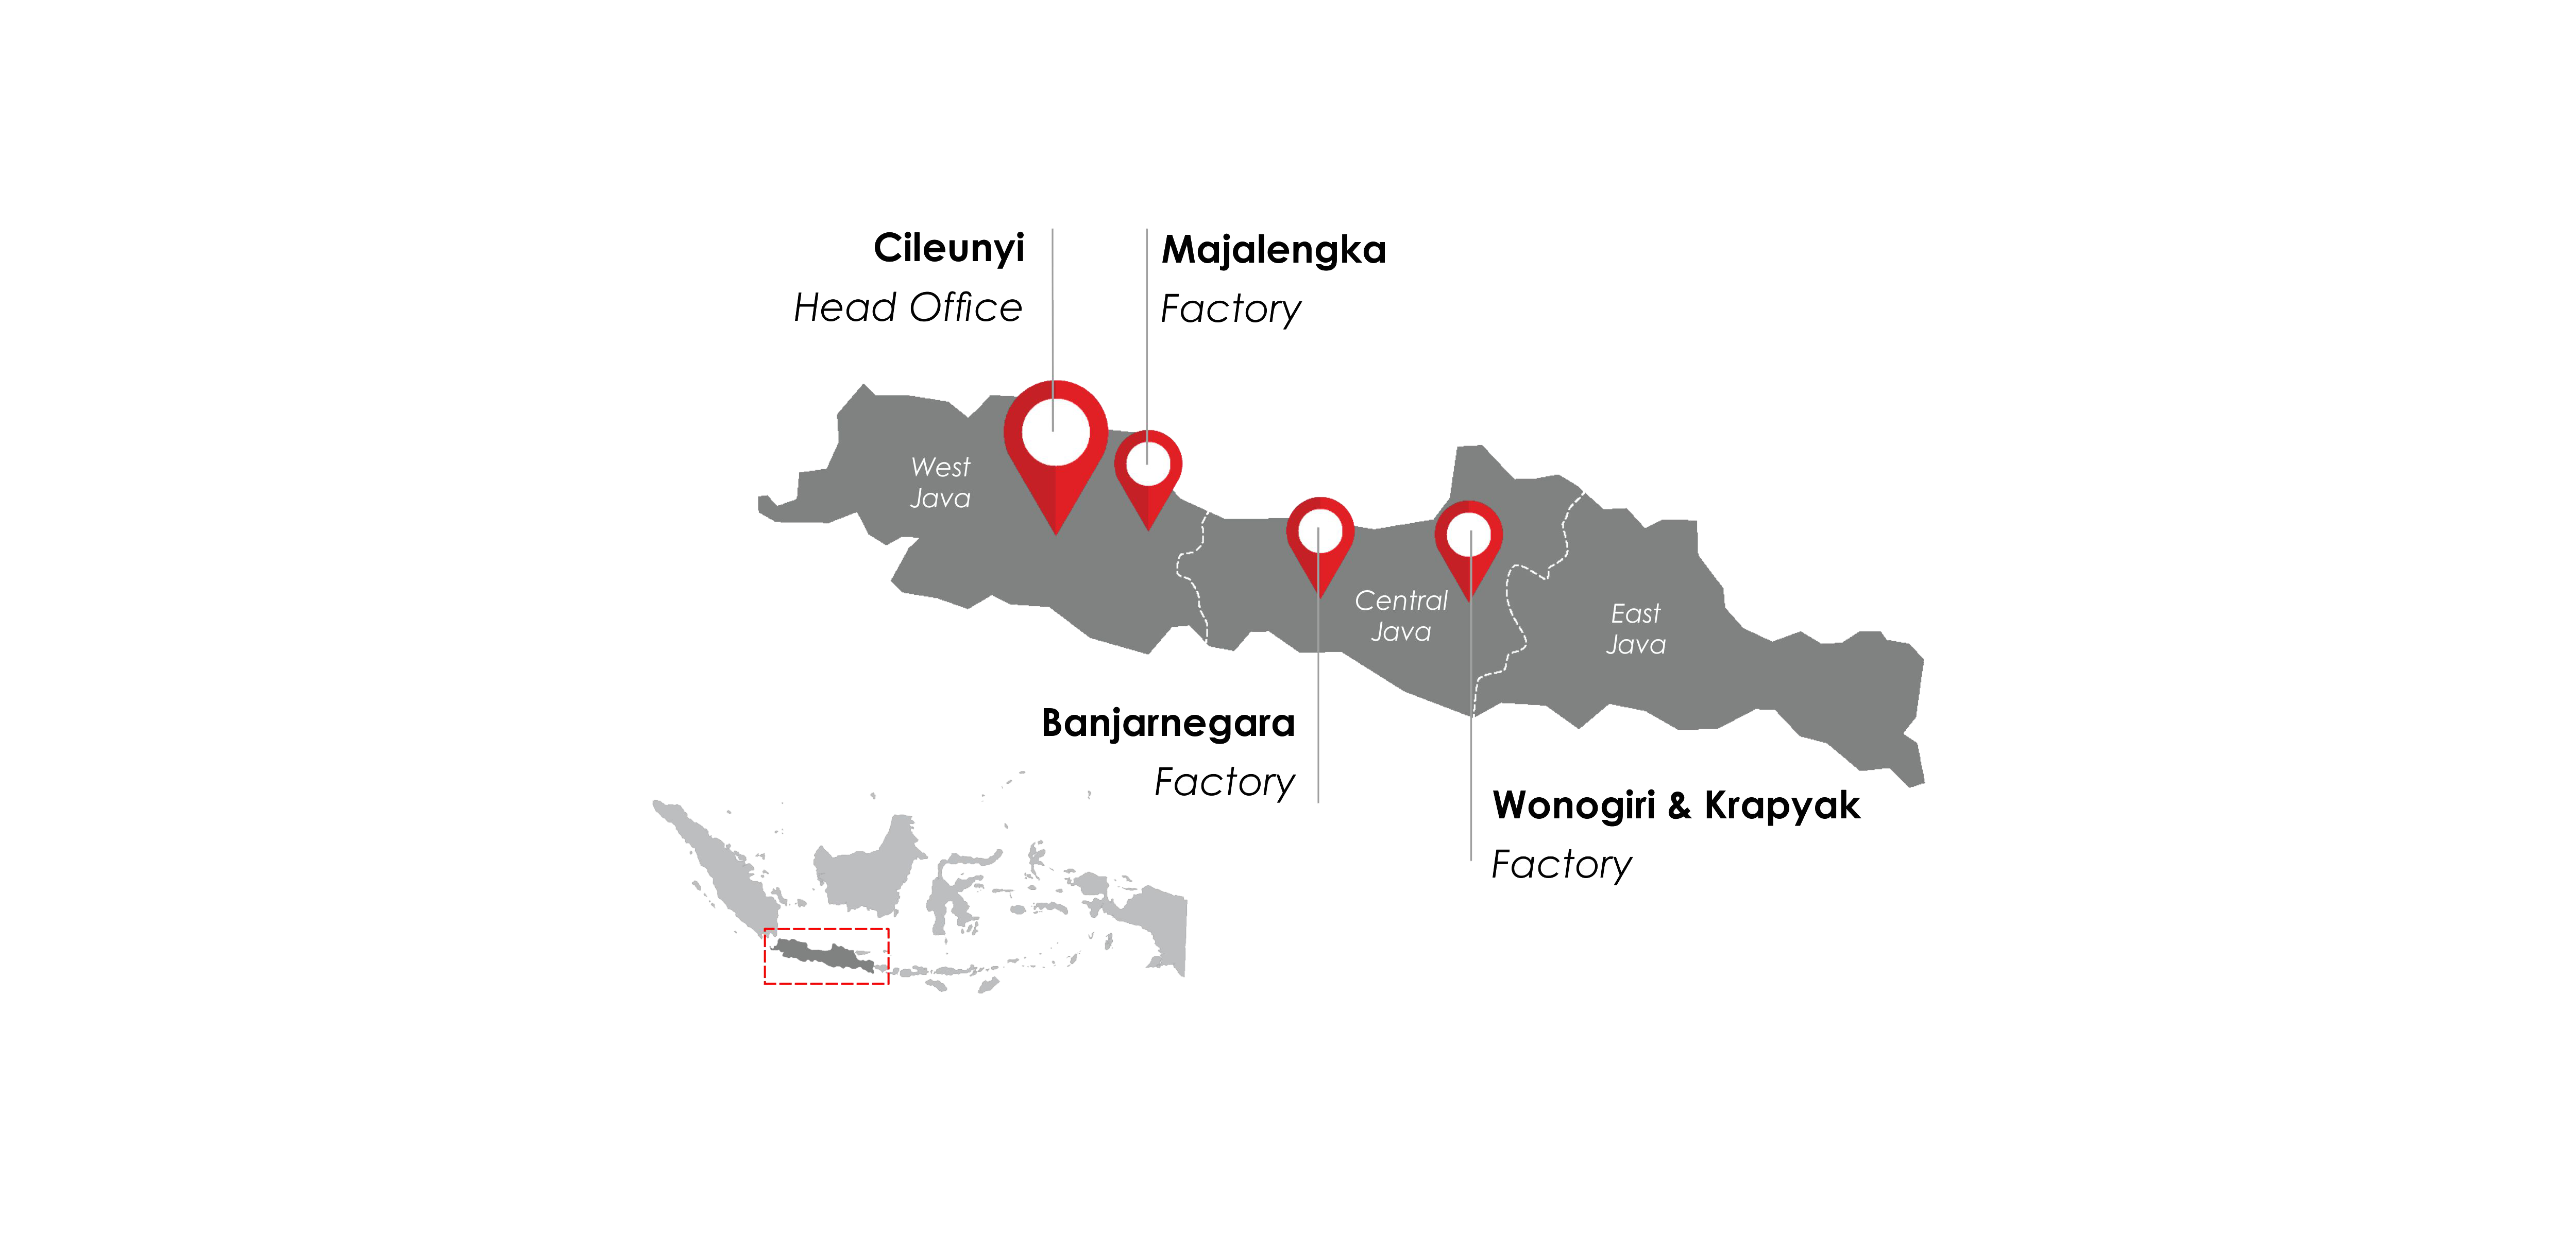 Cileunyi
Head Office
Majalengka
Factory
West
Java
Central
Java
East
Java
Banjarnegara
Factory
Wonogiri & Krapyak
Factory